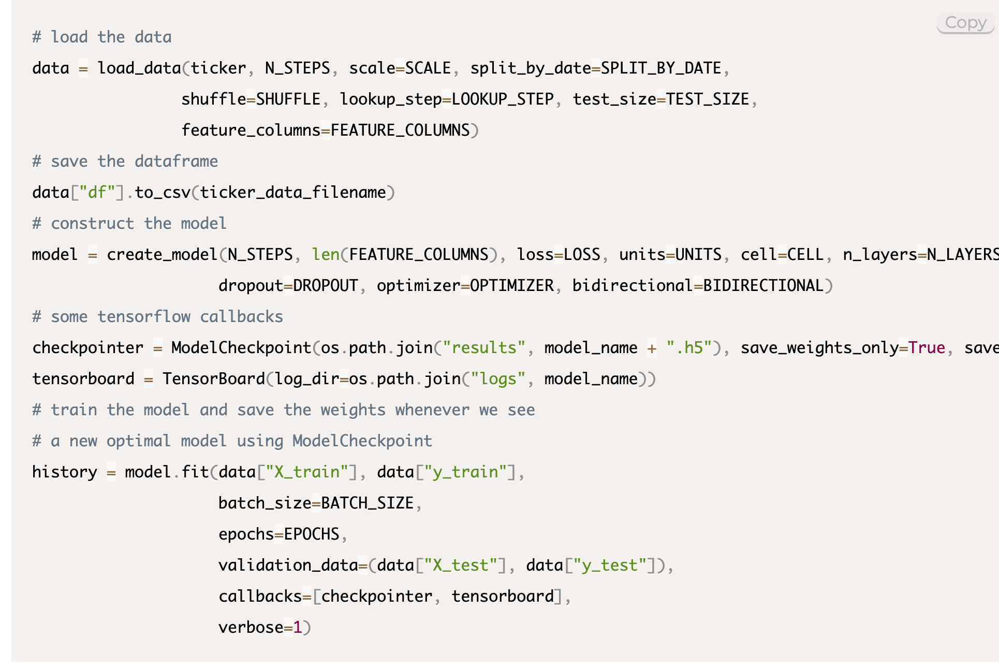 Copy
# load the data
data = load_data(ticker, N_STEPS, scale=SCALE, split_by_date=SPLIT_BY_DATE,
                shuffle=SHUFFLE, lookup_step=LOOKUP_STEP, test_size=TEST_SIZE,
                feature_columns=FEATURE_COLUMNS)
# save the dataframe
data["df"].to_csv(ticker_data_filename)
# construct the model
model = create_model(N_STEPS, len(FEATURE_COLUMNS), loss=LOSS, units=UNITS, cell=CELL, n_layers=N_LAYERS
                    dropout=DROPOUT, optimizer=OPTIMIZER, bidirectional=BIDIRECTIONAL)
# some tensorflow callbacks
checkpointer = ModelCheckpoint(os.path.join("results", model_name + ".h5"), save_weights_only=True, save
tensorboard = TensorBoard(log_dir=os.path.join("logs", model_name))
# train the model and save the weights whenever we see
# a new optimal model using ModelCheckpoint
history = model.fit(data["X_train"], data["y_train"],
                    batch_size=BATCH_SIZE,
                    epochs=EPOCHS,
                    validation_data=(data["X_test"], data["y_test"]),
                    callbacks=[checkpointer, tensorboard],
                    verbose=1)